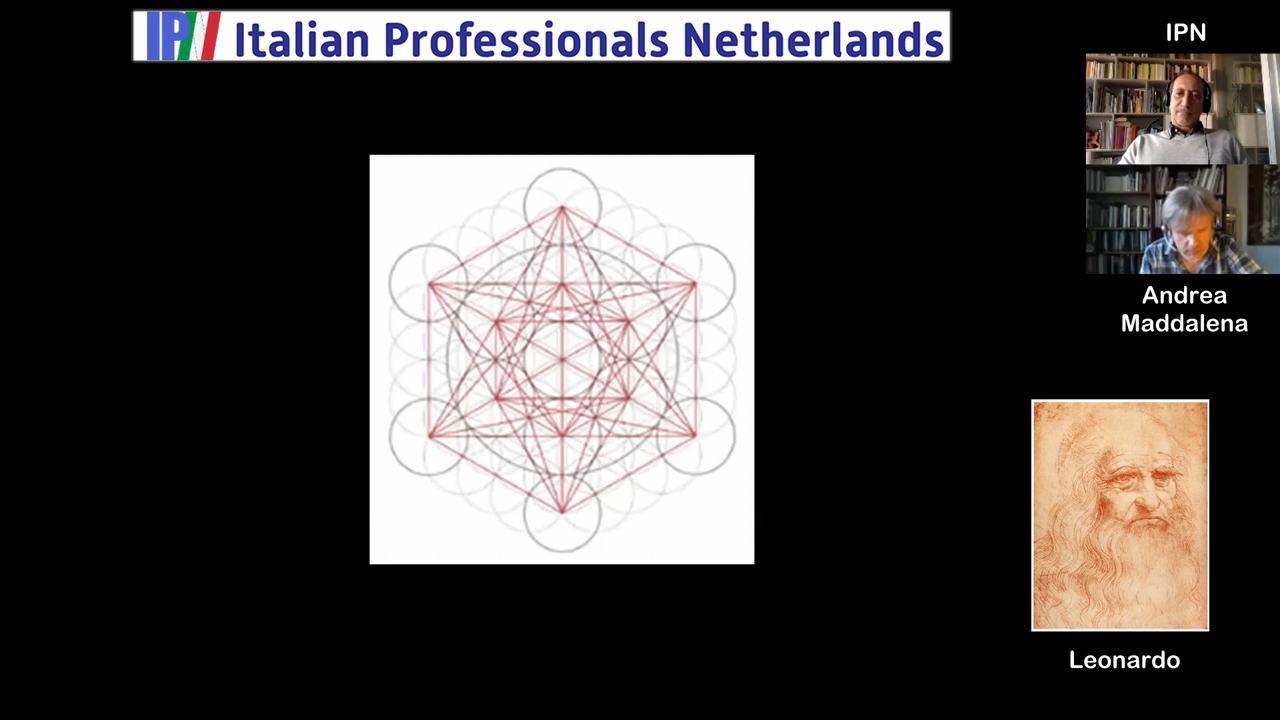 IPN Italian Professionals Netherlands
IPN
Andrea
Maddalena
Leonardo